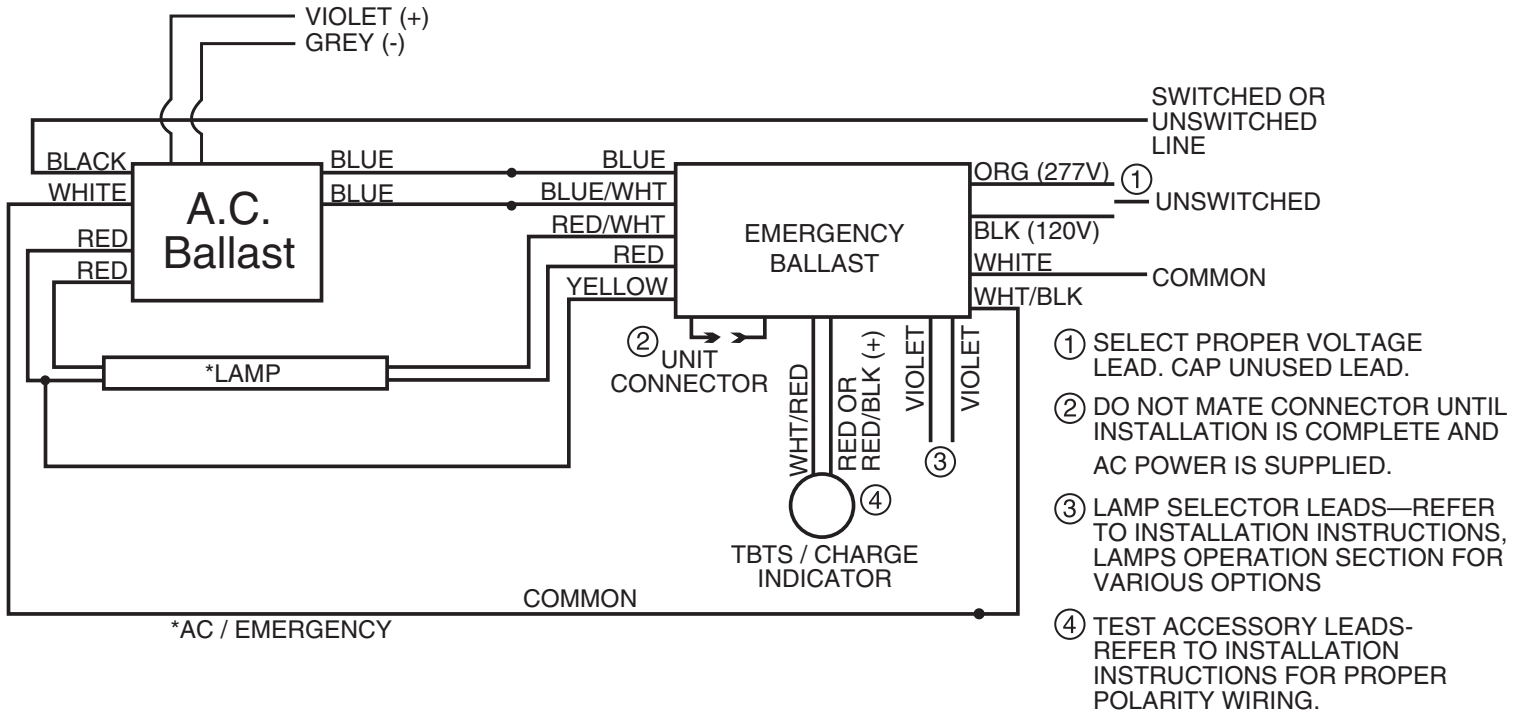 VIOLET (+)
GREY (-)
SWITCHED OR
UNSWITCHED
LINE
BLACK
WHITE
RED
RED
A.C.
Ballast
BLUE
BLUE
BLUE
BLUE/WHT
RED/WHT
RED
YELLOW
EMERGENCY
BALLAST
ORG (277V)
1
UNSWITCHED
BLK (120V)
WHITE
COMMON
WHT/BLK
*LAMP
2
UNIT
CONNECTOR
WHT/RED
RED OR
RED/BLK (+)
VIOLET
VIOLET
3
4
TBTS / CHARGE
INDICATOR
COMMON
*AC / EMERGENCY
1 SELECT PROPER VOLTAGE
LEAD. CAP UNUSED LEAD.
2 DO NOT MATE CONNECTOR UNTIL
INSTALLATION IS COMPLETE AND
AC POWER IS SUPPLIED.
3 LAMP SELECTOR LEADS—REFER
TO INSTALLATION INSTRUCTIONS,
LAMPS OPERATION SECTION FOR
VARIOUS OPTIONS
4 TEST ACCESSORY LEADS-
REFER TO INSTALLATION
INSTRUCTIONS FOR PROPER
POLARITY WIRING.